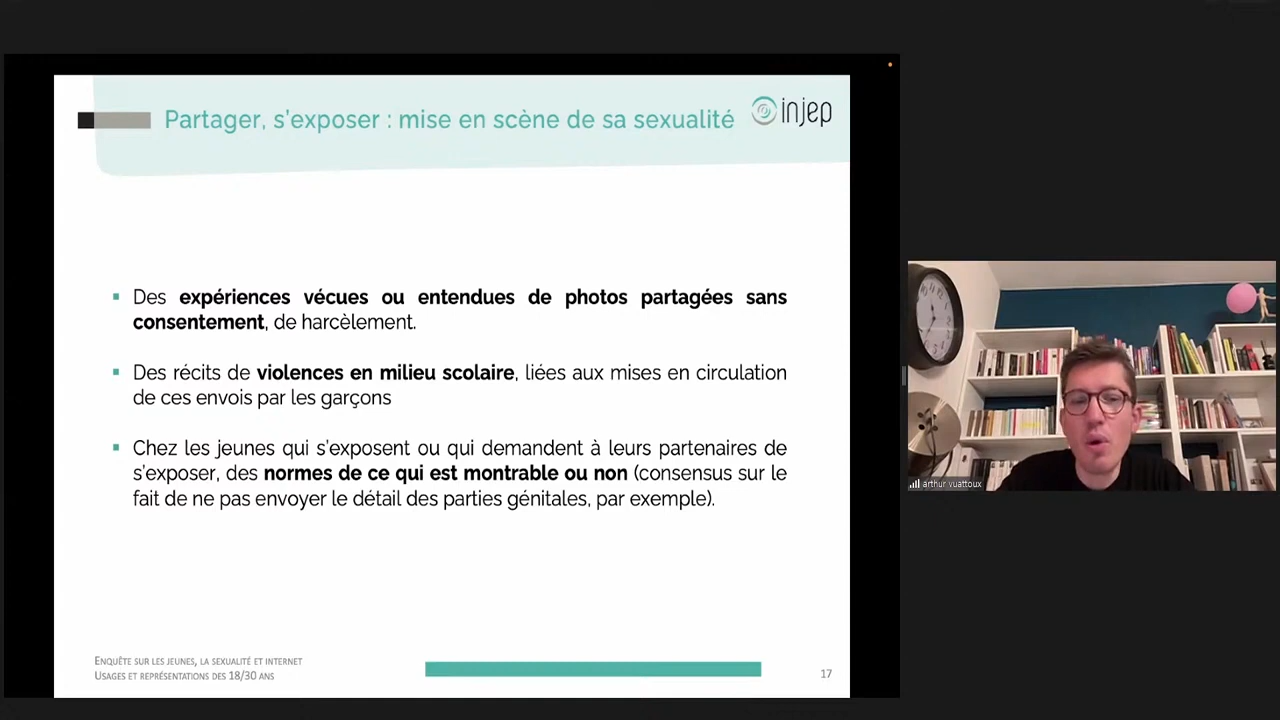 Partager, s'exposer : mise en scène de sa sexualité
injep
Des expériences vécues ou entendues de photos partagées sans
consentement, de harcèlement.
Des récits de violences en milieu scolaire, liées aux mises en circulation
de ces envois par les garçons
Chez les jeunes qui s'exposent ou qui demandent à leurs partenaires de
s'exposer, des normes de ce qui est montrable ou non (consensus sur le
fait de ne pas envoyer le détail des parties génitales, par exemple).
Enquête sur les jeunes, la sexualité et internet
Usages et représentations des 18/30 ans
17
arthur vuattoux